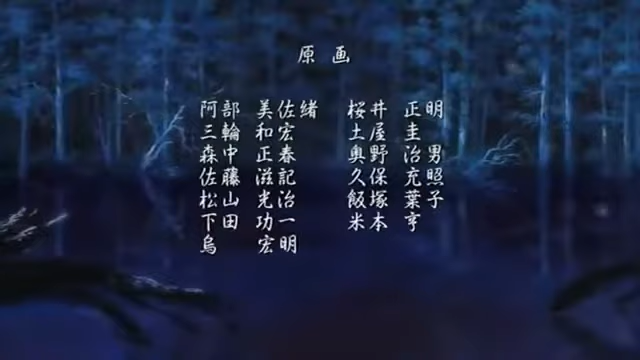 原画
阿部 美佐緒 桜井 正明
三輪 和宏 土屋 圭
森中 正春 奥野 治男
佐藤 滋記 久保 充照
松山 光治 飯塚 葉子
下田 功一 米本 亨
烏 宏明